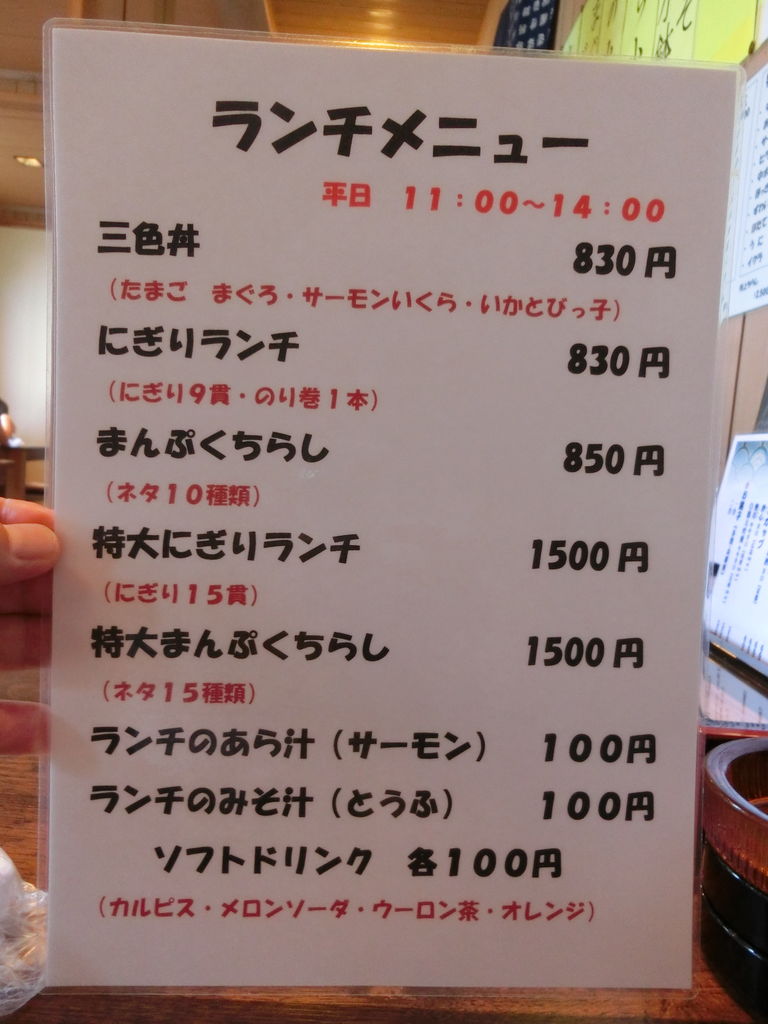 ランチメニュー
平日 11:00～14:00
三色丼 830円
（たまご まぐろ・サーモンいくら・いかとびっ子）
にぎりランチ 830円
（にぎり9貫・のり巻1本）
まんぷくちらし 850円
（ネタ10種類）
特大にぎりランチ 1500円
（にぎり15貫）
特大まんぷくちらし 1500円
（ネタ15種類）
ランチのあら汁（サーモン） 100円
ランチのみそ汁（とうふ） 100円
ソフトドリンク 各100円
（カルピス・メロンソーダ・ウーロン茶・オレンジ）